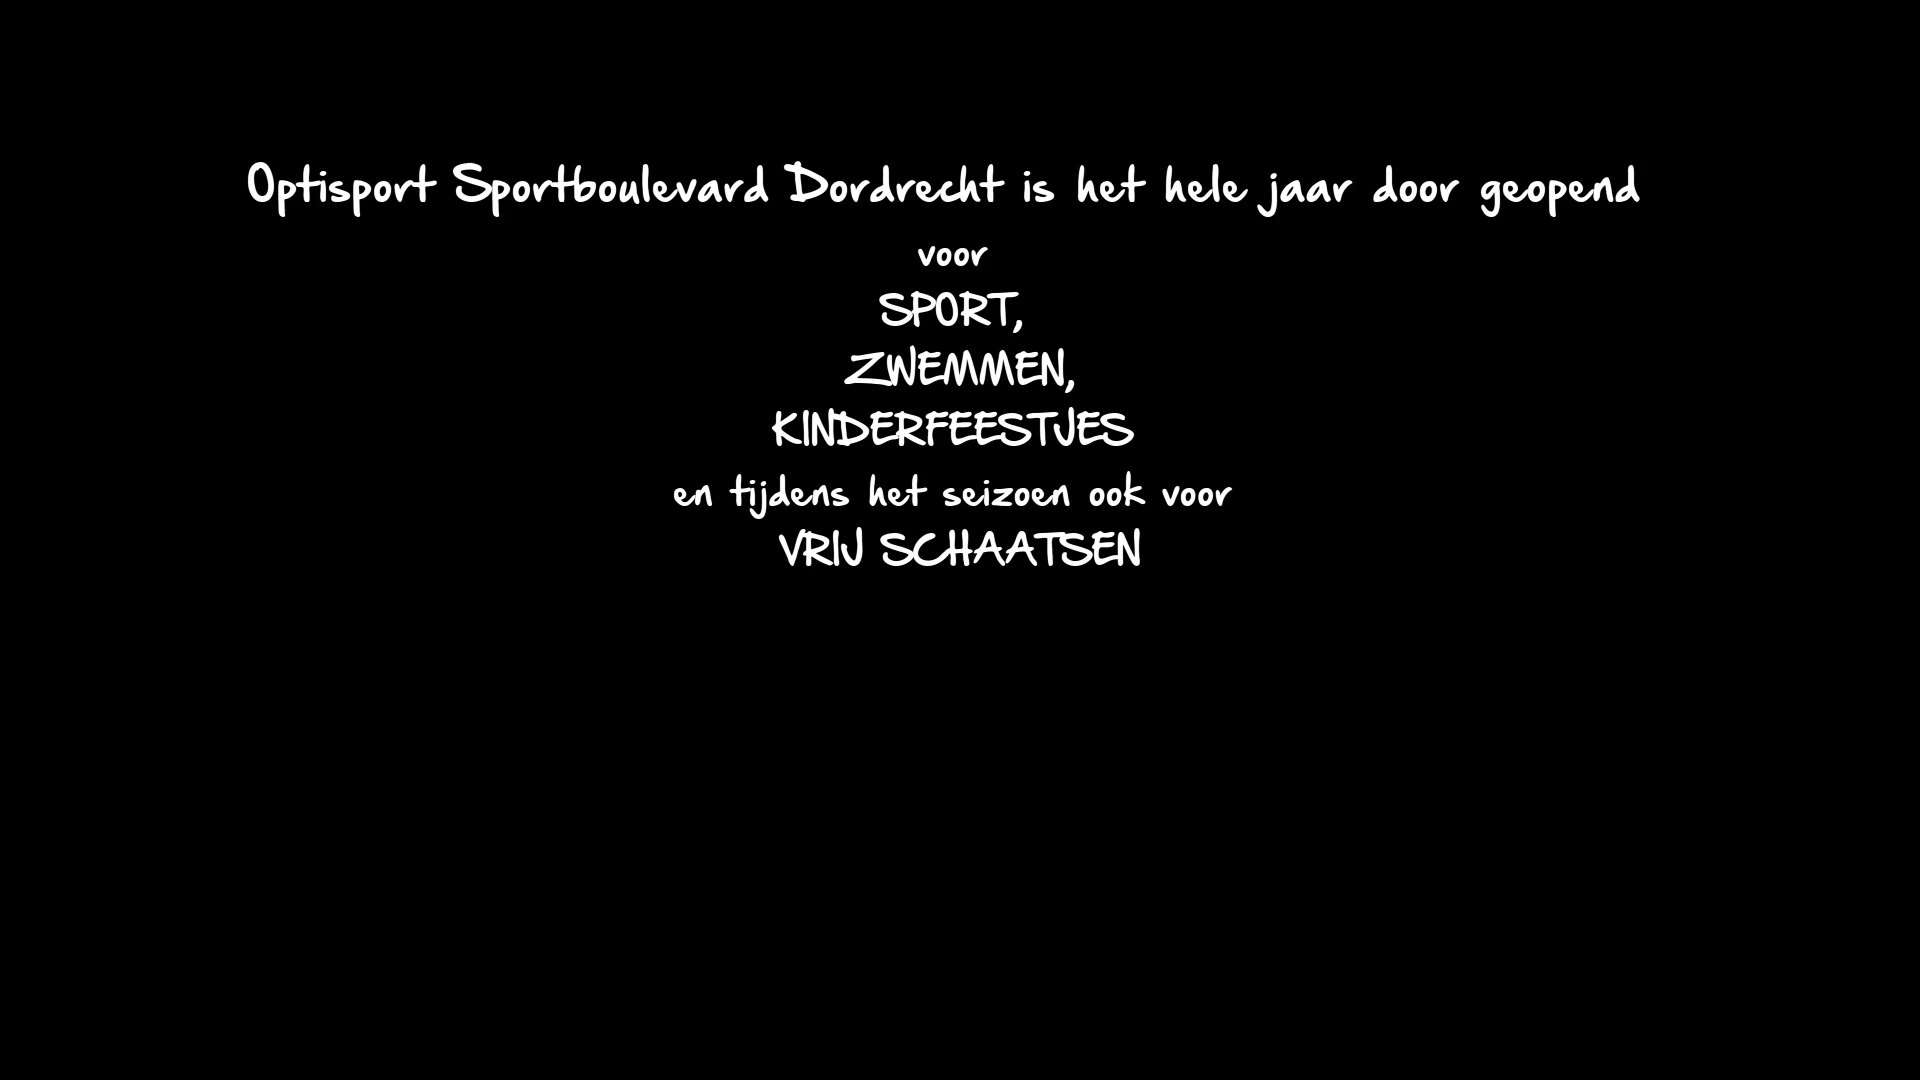 Optisport Sportboulevard Dordrecht is het hele jaar door geopend
voor
SPORT,
ZWEMMEN,
KINDERFEESTJES
en tijdens het seizoen ook voor
VRIJ SCHAATSEN